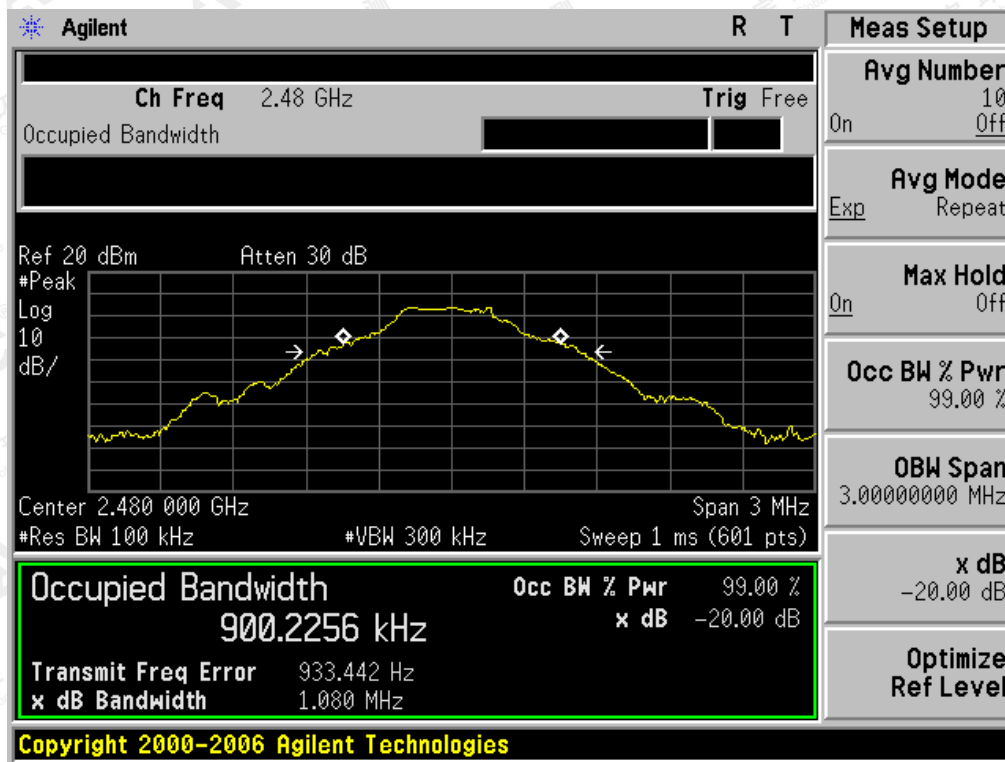 Agilent R T
Ch Freq 2.48 GHz Trig Free
Occupied Bandwidth
Ref 20 dBm Atten 30 dB
#Peak
Log
10
dB/
Center 2.480 000 GHz Span 3 MHz
#Res BW 100 kHz #VBW 300 kHz Sweep 1 ms (601 pts)
Occupied Bandwidth Occ BW % Pwr 99.00 %
900.2256 kHz x dB -20.00 dB
Transmit Freq Error 933.442 Hz
x dB Bandwidth 1.080 MHz
Copyright 2000-2006 Agilent Technologies
Meas Setup
Avg Number
10
On Off
Avg Mode
Exp Repeat
Max Hold
On Off
Occ BW % Pwr
99.00 %
OBW Span
3.00000000 MHz
x dB
-20.00 dB
Optimize
Ref Level